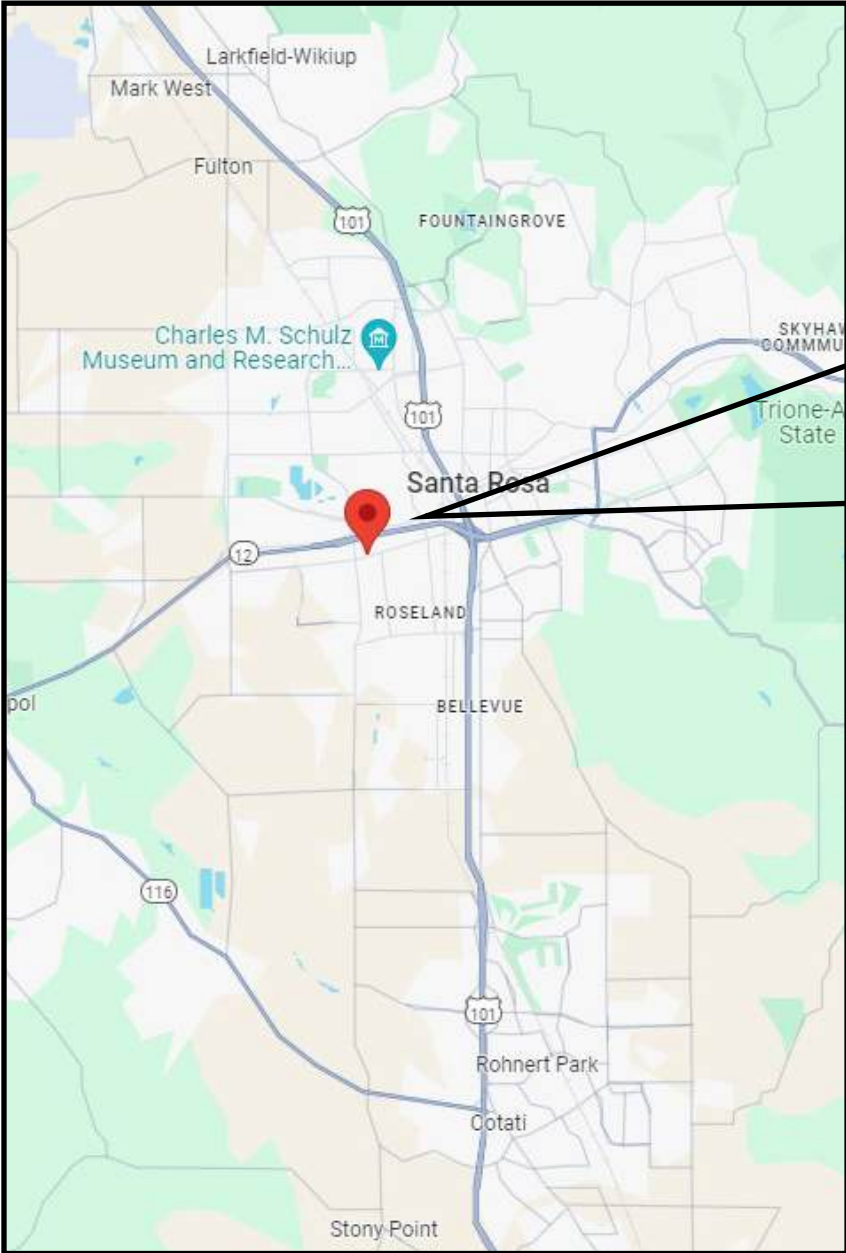 Larkfield-Wikiup
Mark West
Fulton
101
FOUNTAINGROVE
Charles M. Schulz
Museum and Research...
M
SKYHAW
COMMMU
101
Trione-A
State
Santa Rosa
12
ROSELAND
pol
BELLEVUE
116
101
Rohnert Park
Cotati
Stony Point